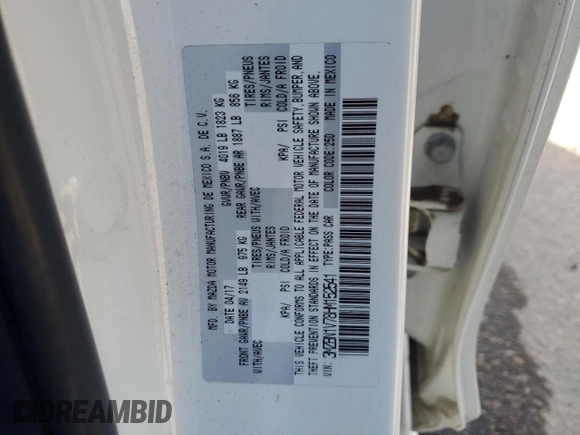 MFD. BY MAZDA MOTOR MANUFACTURING DE MEXICO S.A. DE C.V.
DATE 04/17 GVWR/PNBU 4019 LB 1823 KG
FRONT GAWR/PNBE AV 2149 LB 975 KG REAR GAWR/PNBE AR 1887 LB 856 KG
WITH/AVEC TIRES/PNEUS WITH/AVEC TIRES/PNEUS
RIMS/JANTES RIMS/JANTES
KPA/ PSI COLD/A FROID KPA/ PSI COLD/A FROID
THIS VEHICLE CONFORMS TO ALL APPLICABLE FEDERAL MOTOR VEHICLE SAFETY, BUMPER, AND
THEFT PREVENTION STANDARDS IN EFFECT ON THE DATE OF MANUFACTURE SHOWN ABOVE.
VIN: TYPE:PASS CAR COLOR CODE:25D MADE IN MEXICO
DREAMBID